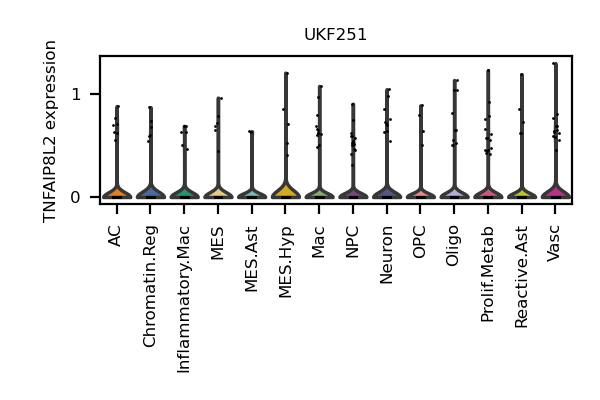 UKF251
TNFAIP8L2 expression
1
0
AC
Chromatin.Reg
Inflammatory.Mac
MES
MES.Ast
MES.Hyp
Mac
NPC
Neuron
OPC
Oligo
Prolif.Metab
Reactive.Ast
Vasc